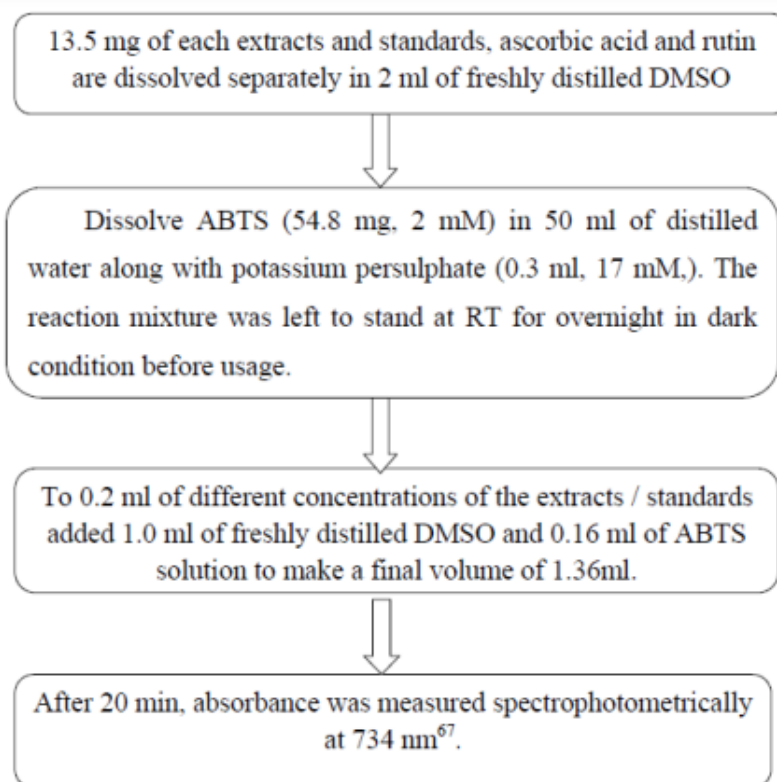 13.5 mg of each extracts and standards, ascorbic acid and rutin
are dissolved separately in 2 ml of freshly distilled DMSO
Dissolve ABTS (54.8 mg, 2 mM) in 50 ml of distilled
water along with potassium persulphate (0.3 ml, 17 mM,). The
reaction mixture was left to stand at RT for overnight in dark
condition before usage.
To 0.2 ml of different concentrations of the extracts / standards
added 1.0 ml of freshly distilled DMSO and 0.16 ml of ABTS
solution to make a final volume of 1.36ml.
After 20 min, absorbance was measured spectrophotometrically
at 734 nm⁶⁷.